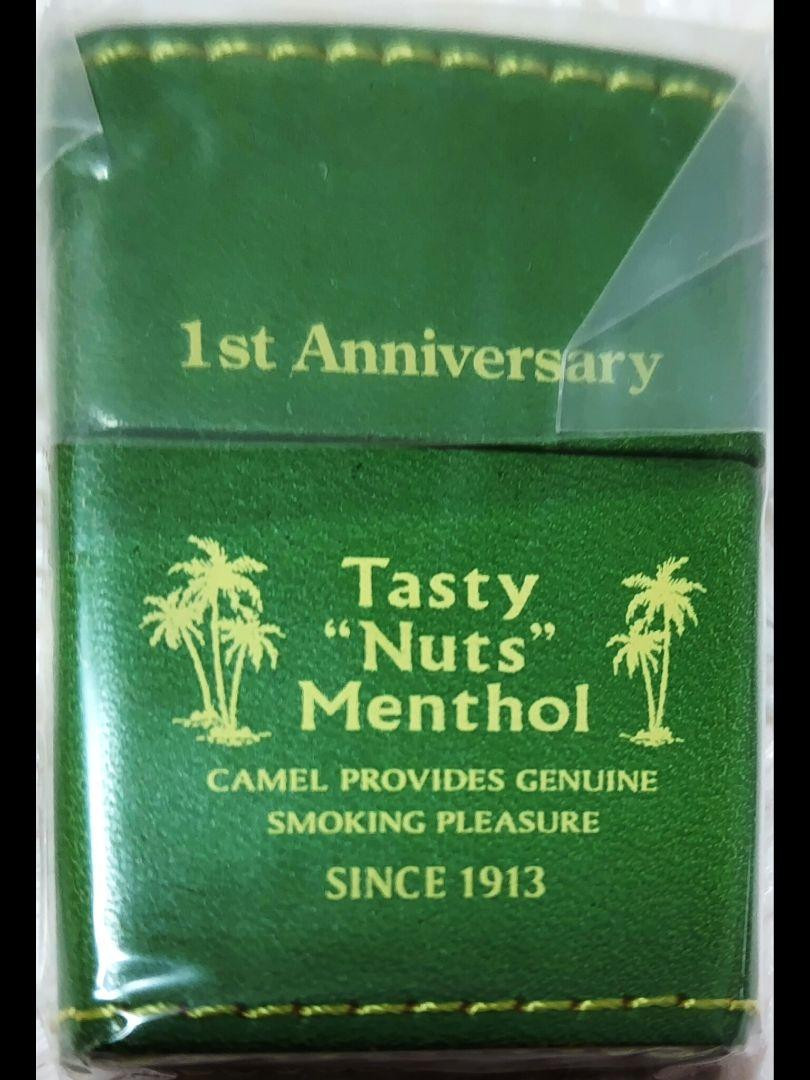 1st Anniversary
Tasty
“Nuts”
Menthol
CAMEL PROVIDES GENUINE
SMOKING PLEASURE
SINCE 1913